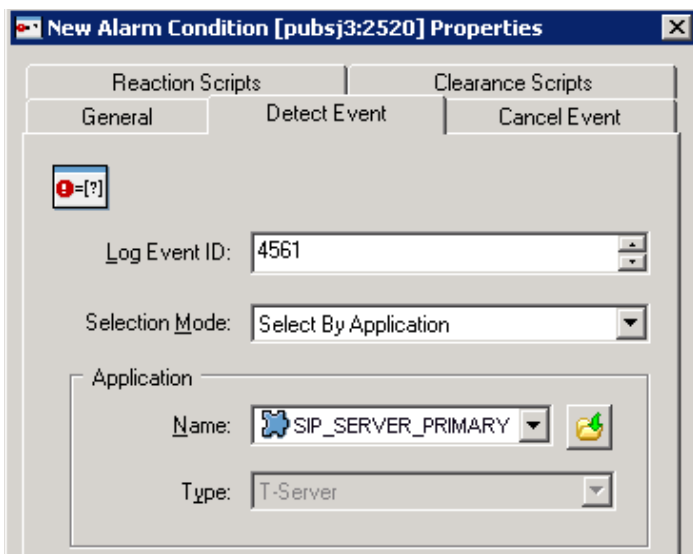 New Alarm Condition [pubsj3:2520] Properties
Reaction Scripts Clearance Scripts
General Detect Event Cancel Event
!=[?]
Log Event ID: 4561
Selection Mode: Select By Application
Application
Name: SIP_SERVER_PRIMARY
Type: T-Server